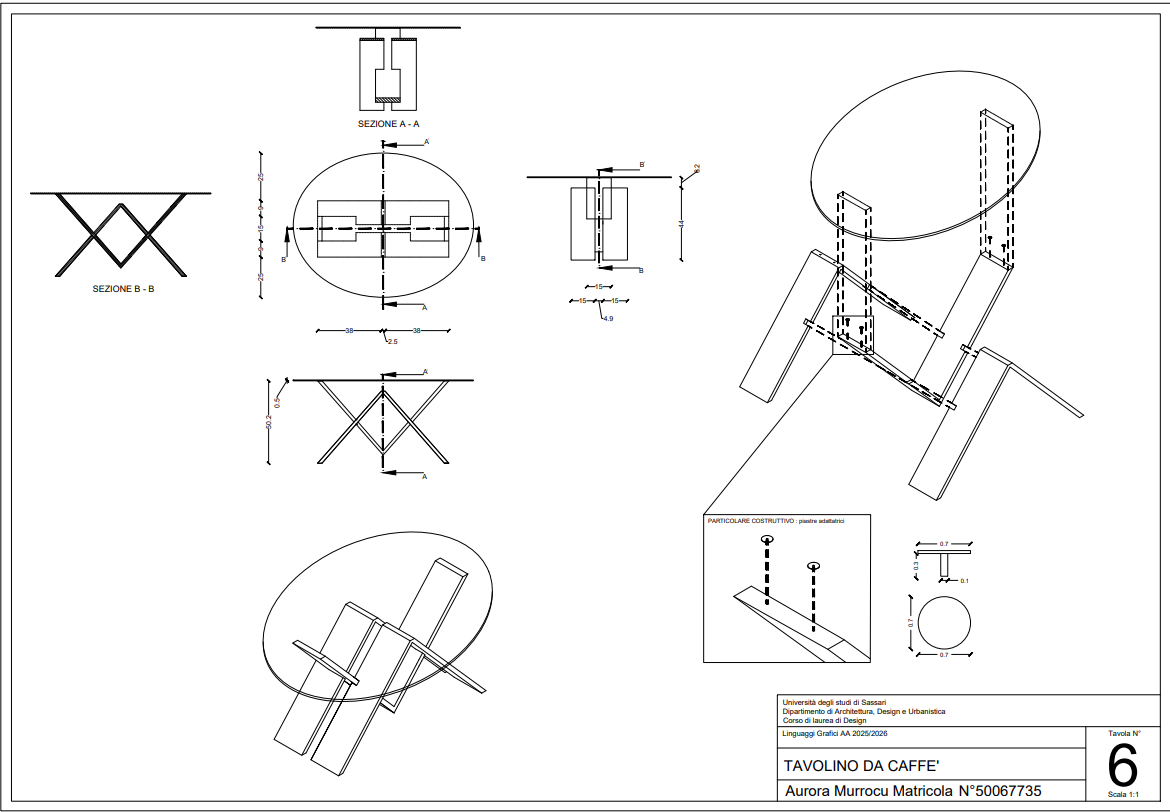 SEZIONE A - A
A
B
25
9
15
9
25
B
B
SEZIONE B - B
A
38
38
2.5
44
B
15
15
15
4.9
A
0.5
50.2
A
PARTICOLARE COSTRUTTIVO : piastre adattatrici
0.7
0.3
0.1
0.7
0.7
Università degli studi di Sassari
Dipartimento di Architettura, Design e Urbanistica
Corso di laurea di Design
Linguaggi Grafici AA 2025/2026
Tavola N°
6
TAVOLINO DA CAFFE'
Aurora Murrocu Matricola N°50067735
Scala 1:1